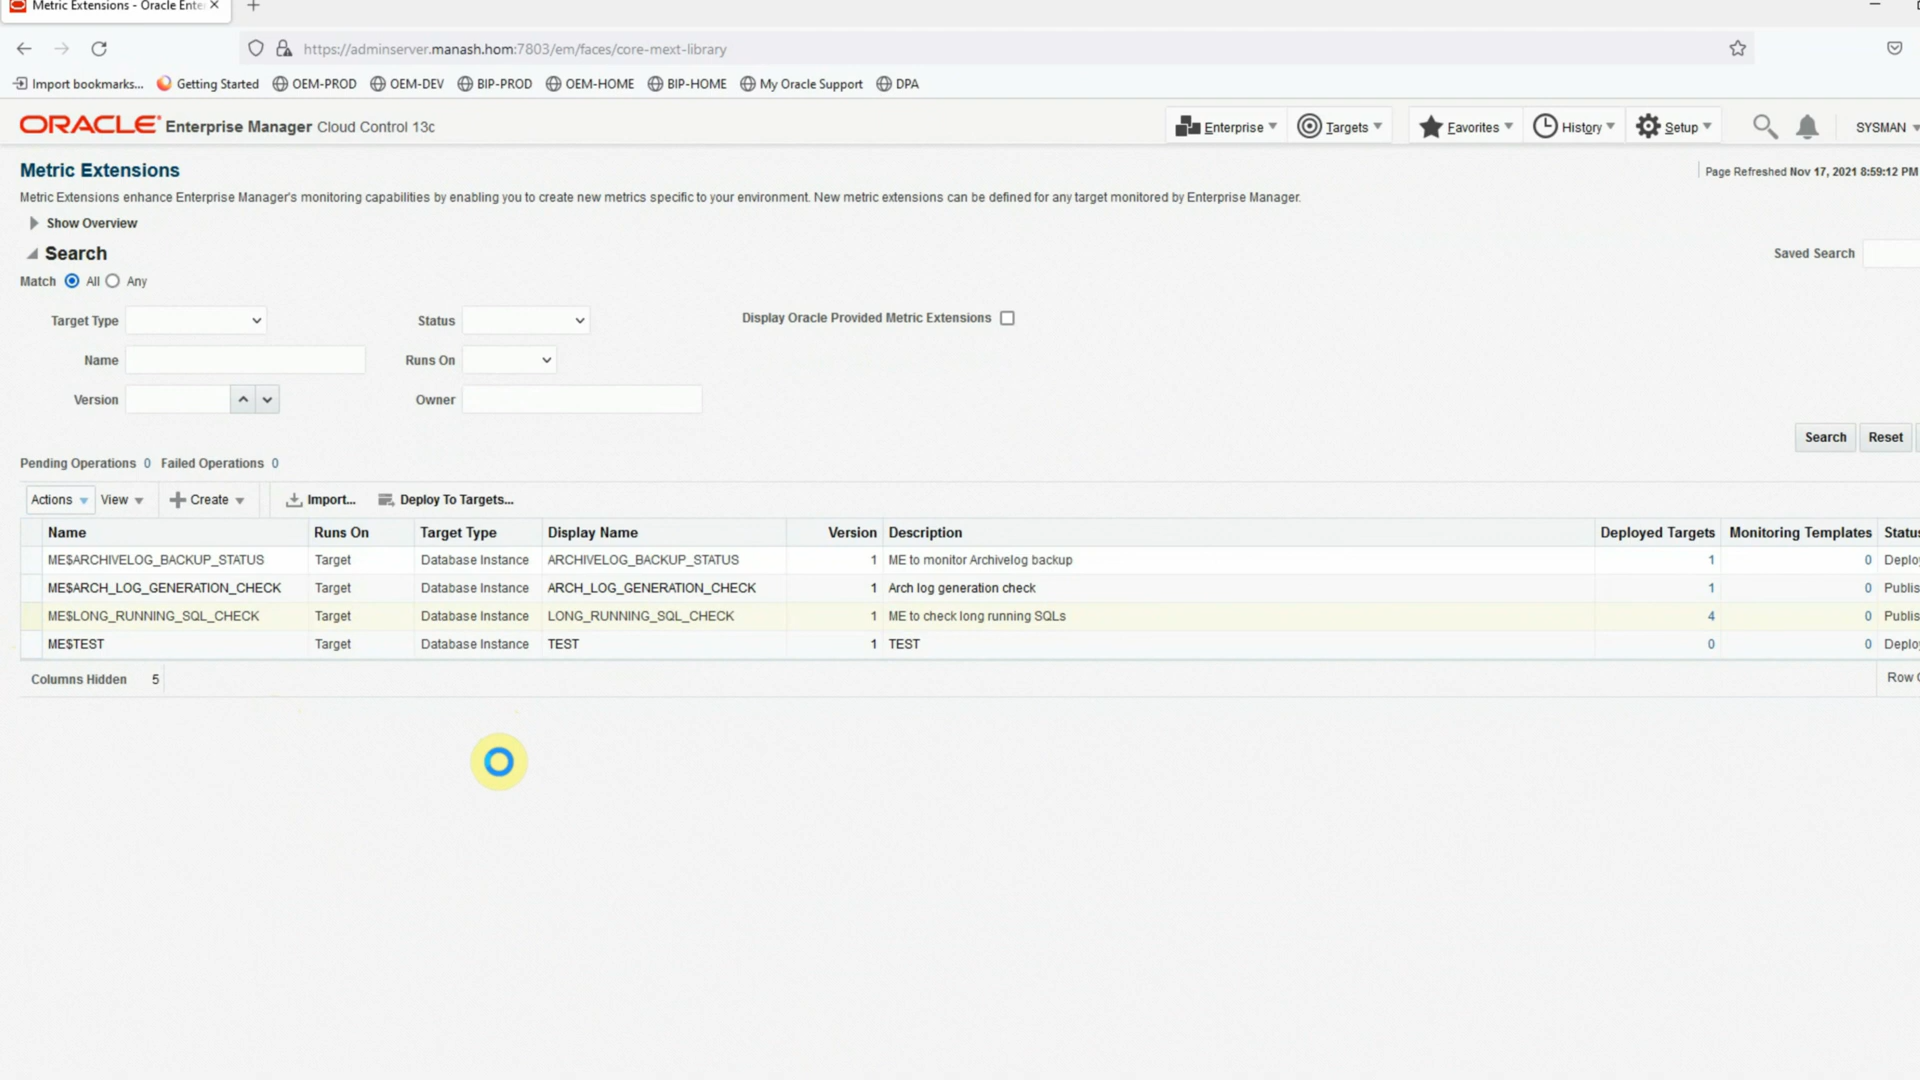 Metric Extensions - Oracle Ente
https://adminserver.manash.hom:7803/em/faces/core-mext-library
Import bookmarks... Getting Started OEM-PROD OEM-DEV BIP-PROD OEM-HOME BIP-HOME My Oracle Support DPA
ORACLE Enterprise Manager Cloud Control 13c Enterprise Targets Favorites History Setup SYSMAN
Metric Extensions
Page Refreshed Nov 17, 2021 8:59:12 PM
Metric Extensions enhance Enterprise Manager's monitoring capabilities by enabling you to create new metrics specific to your environment. New metric extensions can be defined for any target monitored by Enterprise Manager.
Show Overview
Search Saved Search
Match All Any
Target Type Status Display Oracle Provided Metric Extensions
Name Runs On
Version Owner
Search Reset
Pending Operations 0 Failed Operations 0
Actions View Create Import... Deploy To Targets...
Name Runs On Target Type Display Name Version Description Deployed Targets Monitoring Templates Status
ME$ARCHIVELOG_BACKUP_STATUS Target Database Instance ARCHIVELOG_BACKUP_STATUS 1 ME to monitor Archivelog backup 1 0 Deplo
ME$ARCH_LOG_GENERATION_CHECK Target Database Instance ARCH_LOG_GENERATION_CHECK 1 Arch log generation check 1 0 Publis
ME$LONG_RUNNING_SQL_CHECK Target Database Instance LONG_RUNNING_SQL_CHECK 1 ME to check long running SQLs 4 0 Publis
ME$TEST Target Database Instance TEST 1 TEST 0 0 Deplo
Columns Hidden 5 Row